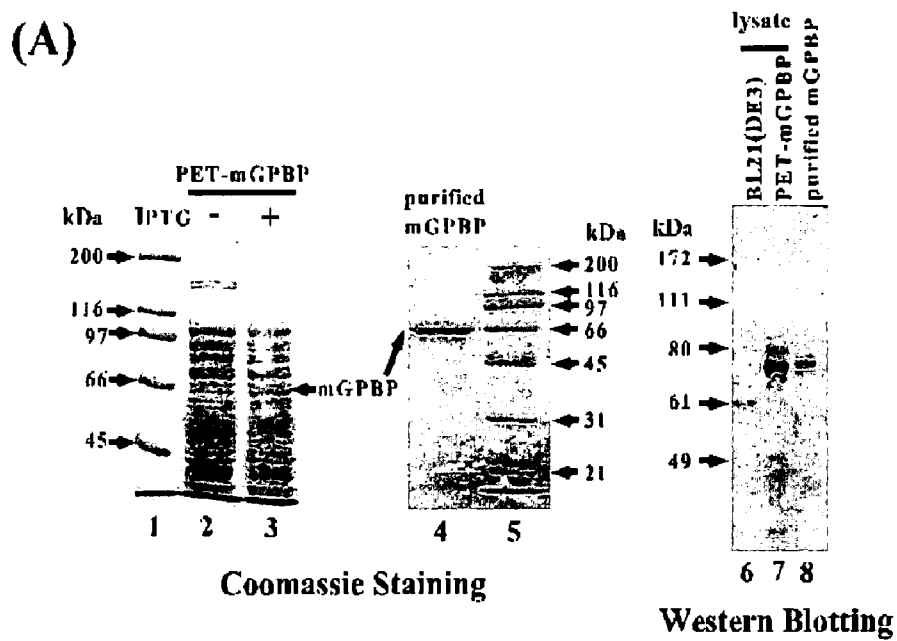 (A)
PET-mGPBP
kDa IPTG - +
200
116
97
66
45
mGPBP
1 2 3
purified
mGPBP
kDa
200
116
97
66
45
31
21
4 5
Coomassie Staining
lysate
BL21(DE3)
PET-mGPBP
purified mGPBP
kDa
172
111
80
61
49
6 7 8
Western Blotting